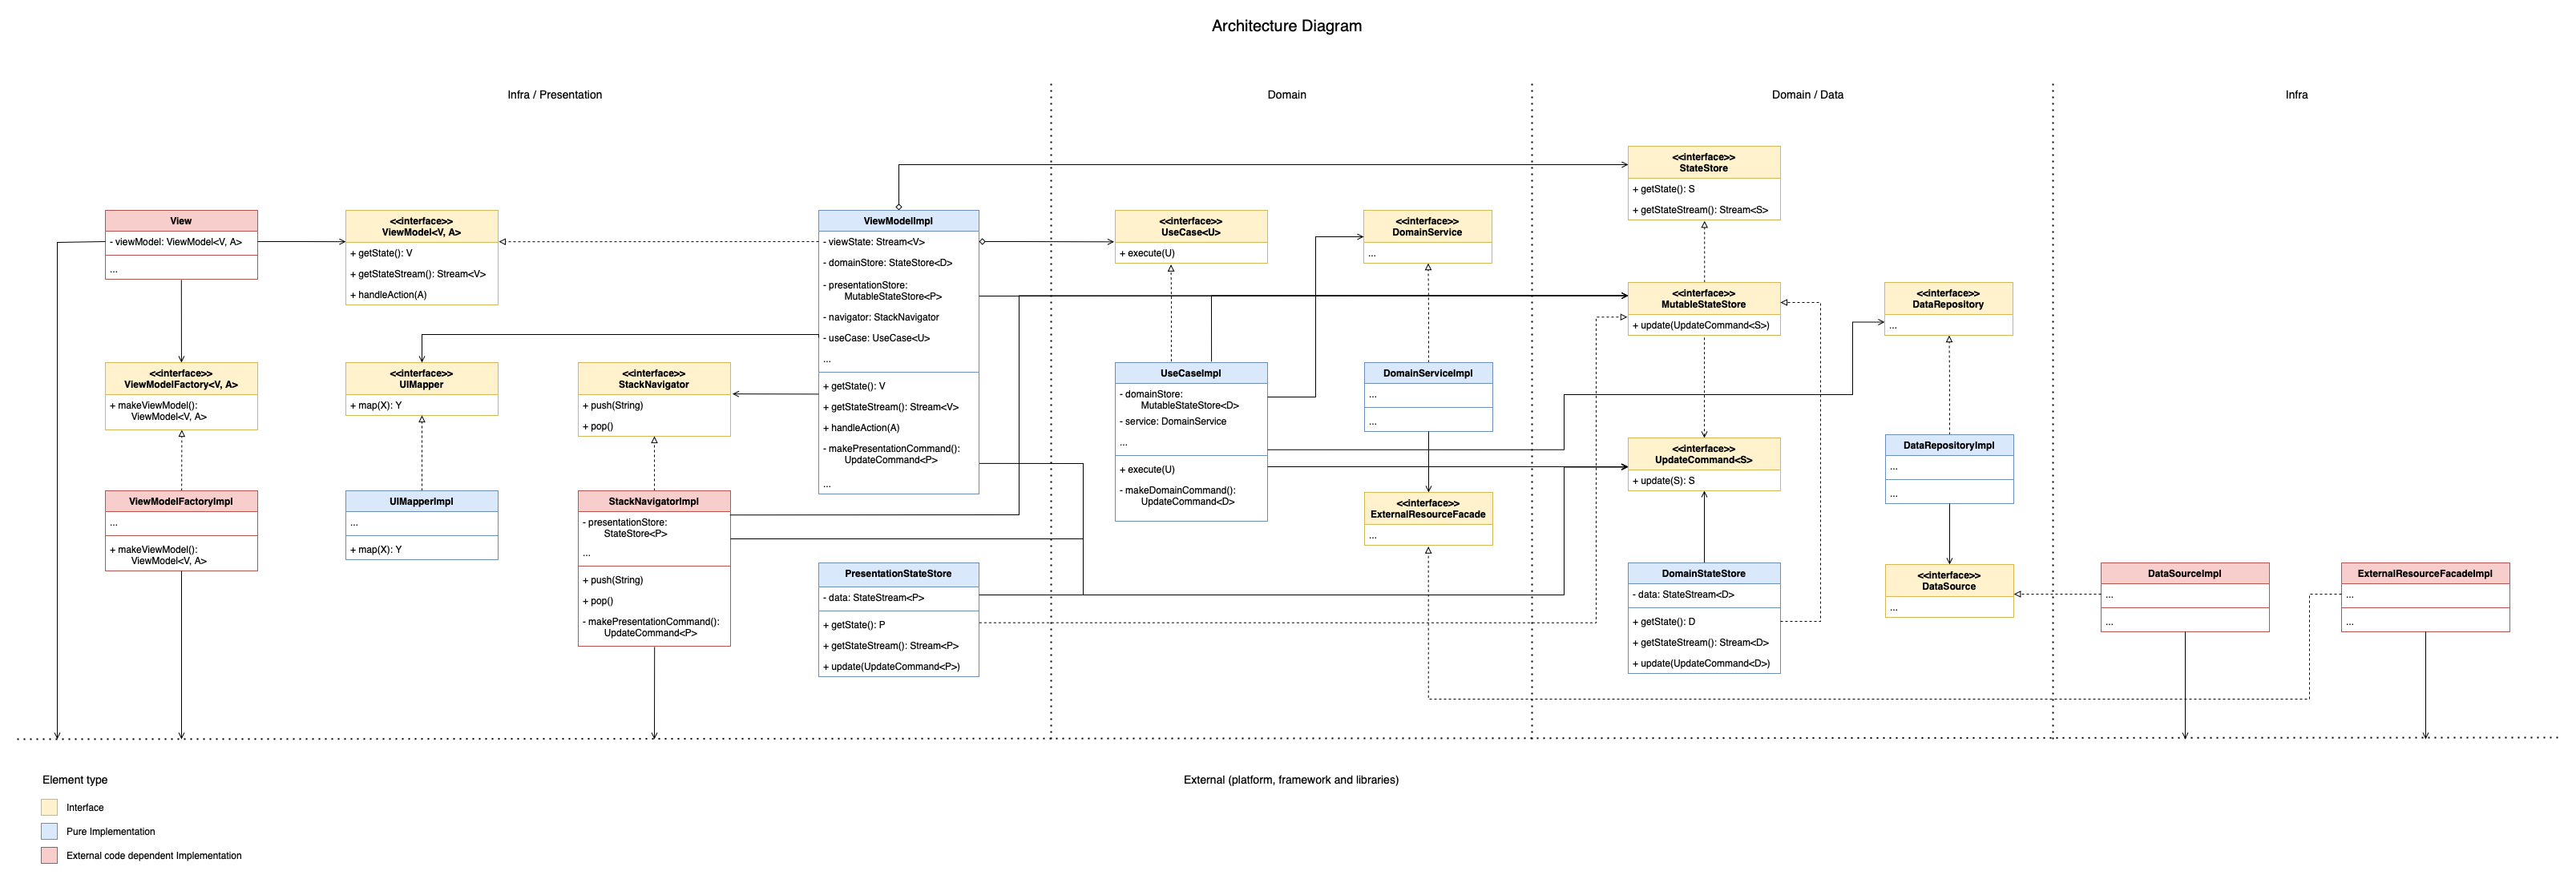 Architecture Diagram
Infra / Presentation
Domain
Domain / Data
Infra
View
- viewModel: ViewModel<V, A>
...
<<interface>>
ViewModel<V, A>
+ getState(): V
+ getStateStream(): Stream<V>
+ handleAction(A)
<<interface>>
ViewModelFactory<V, A>
+ makeViewModel():
ViewModel<V, A>
<<interface>>
UIMapper
+ map(X): Y
<<interface>>
StackNavigator
+ push(String)
+ pop()
ViewModelFactoryImpl
...
+ makeViewModel():
ViewModel<V, A>
UIMapperImpl
...
+ map(X): Y
StackNavigatorImpl
- presentationStore:
StateStore<P>
...
+ push(String)
+ pop()
- makePresentationCommand():
UpdateCommand<P>
ViewModelImpl
- viewState: Stream<V>
- domainStore: StateStore<D>
- presentationStore:
MutableStateStore<P>
- navigator: StackNavigator
- useCase: UseCase<U>
...
+ getState(): V
+ getStateStream(): Stream<V>
+ handleAction(A)
- makePresentationCommand():
UpdateCommand<P>
...
PresentationStateStore
- data: StateStream<P>
+ getState(): P
+ getStateStream(): Stream<P>
+ update(UpdateCommand<P>)
<<interface>>
UseCase<U>
+ execute(U)
<<interface>>
DomainService
...
UseCaseImpl
- domainStore:
MutableStateStore<D>
- service: DomainService
...
+ execute(U)
- makeDomainCommand():
UpdateCommand<D>
DomainServiceImpl
...
...
<<interface>>
ExternalResourceFacade
...
<<interface>>
StateStore
+ getState(): S
+ getStateStream(): Stream<S>
<<interface>>
MutableStateStore
+ update(UpdateCommand<S>)
<<interface>>
UpdateCommand<S>
+ update(S): S
DomainStateStore
- data: StateStream<D>
+ getState(): D
+ getStateStream(): Stream<D>
+ update(UpdateCommand<D>)
<<interface>>
DataRepository
...
DataRepositoryImpl
...
...
<<interface>>
DataSource
...
DataSourceImpl
...
...
ExternalResourceFacadeImpl
...
...
Element type
Interface
Pure Implementation
External code dependent Implementation
External (platform, framework and libraries)